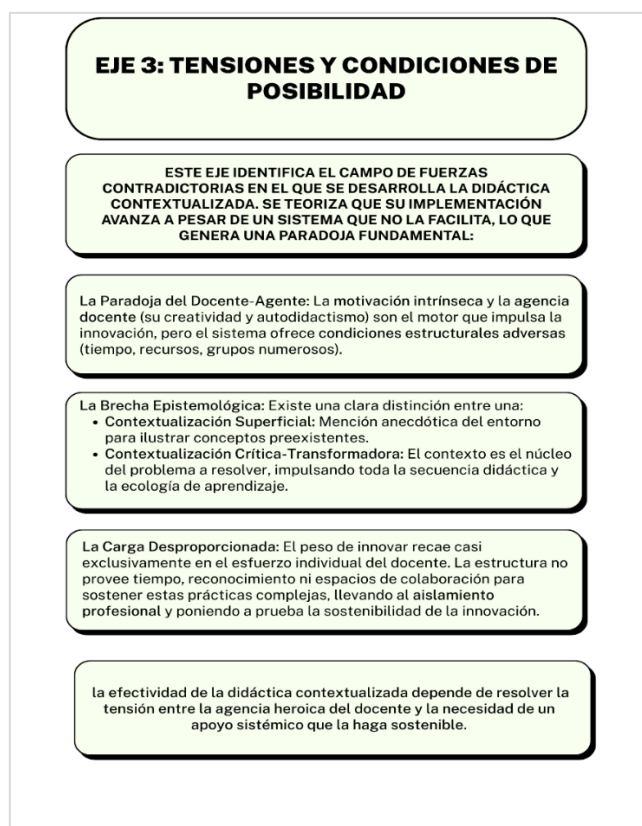 EJE 3: TENSIONES Y CONDICIONES DE
POSIBILIDAD
ESTE EJE IDENTIFICA EL CAMPO DE FUERZAS
CONTRADICTORIAS EN EL QUE SE DESARROLLA LA DIDÁCTICA
CONTEXTUALIZADA. SE TEORIZA QUE SU IMPLEMENTACIÓN
AVANZA A PESAR DE UN SISTEMA QUE NO LA FACILITA, LO QUE
GENERA UNA PARADOJA FUNDAMENTAL:
La Paradoja del Docente-Agente: La motivación intrínseca y la agencia
docente (su creatividad y autodidactismo) son el motor que impulsa la
innovación, pero el sistema ofrece condiciones estructurales adversas
(tiempo, recursos, grupos numerosos).
La Brecha Epistemológica: Existe una clara distinción entre una:
• Contextualización Superficial: Mención anecdótica del entorno
para ilustrar conceptos preexistentes.
• Contextualización Crítica-Transformadora: El contexto es el núcleo
del problema a resolver, impulsando toda la secuencia didáctica y
la ecología de aprendizaje.
La Carga Desproporcionada: El peso de innovar recae casi
exclusivamente en el esfuerzo individual del docente. La estructura no
provee tiempo, reconocimiento ni espacios de colaboración para
sostener estas prácticas complejas, llevando al aislamiento
profesional y poniendo a prueba la sostenibilidad de la innovación.
la efectividad de la didáctica contextualizada depende de resolver la
tensión entre la agencia heroica del docente y la necesidad de un
apoyo sistémico que la haga sostenible.